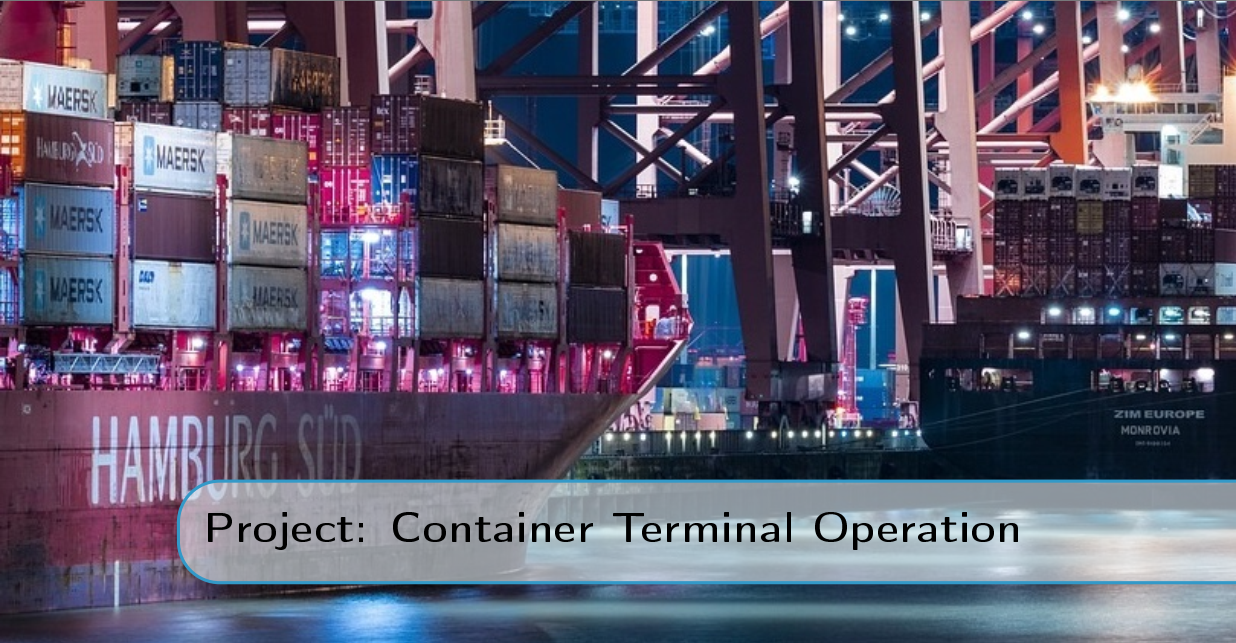 MAERSK
HAMBURG SÜD
MAERSK
MAERSK
MAERSK
MAERSK
MAERSK
HAMBURG SÜD
ZIM EUROPE
MONROVIA
Project: Container Terminal Operation